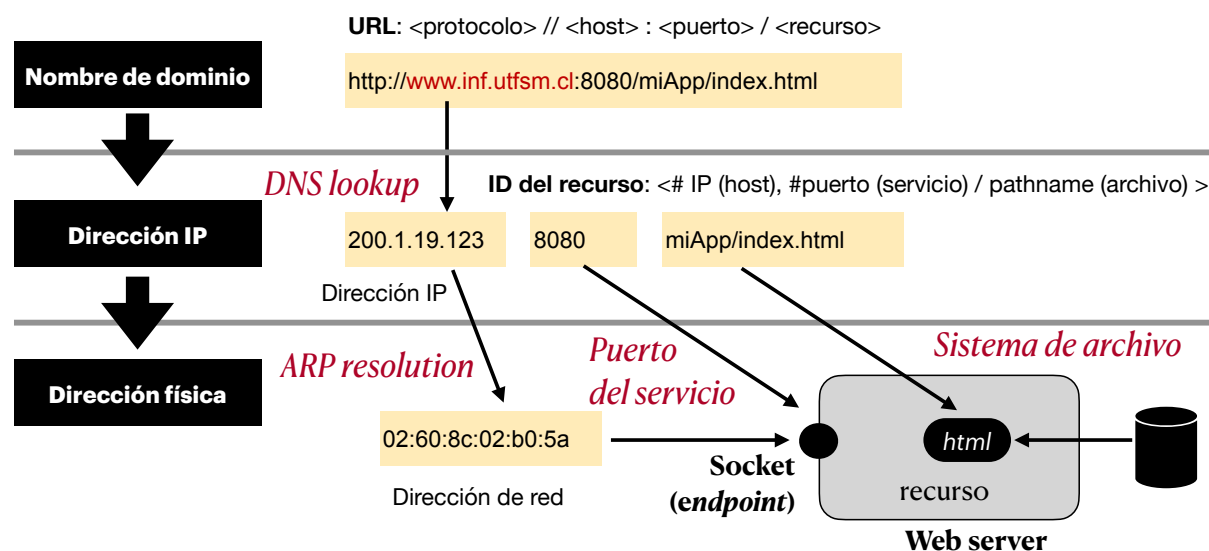 URL: <protocolo> // <host> : <puerto> / <recurso>
Nombre de dominio
http://www.inf.utfsm.cl:8080/miApp/index.html
DNS lookup
ID del recurso: <# IP (host), #puerto (servicio) / pathname (archivo) >
Dirección IP
200.1.19.123
8080
miApp/index.html
Dirección IP
ARP resolution
Puerto
del servicio
Sistema de archivo
Dirección física
02:60:8c:02:b0:5a
Dirección de red
Socket
(endpoint)
html
recurso
Web server